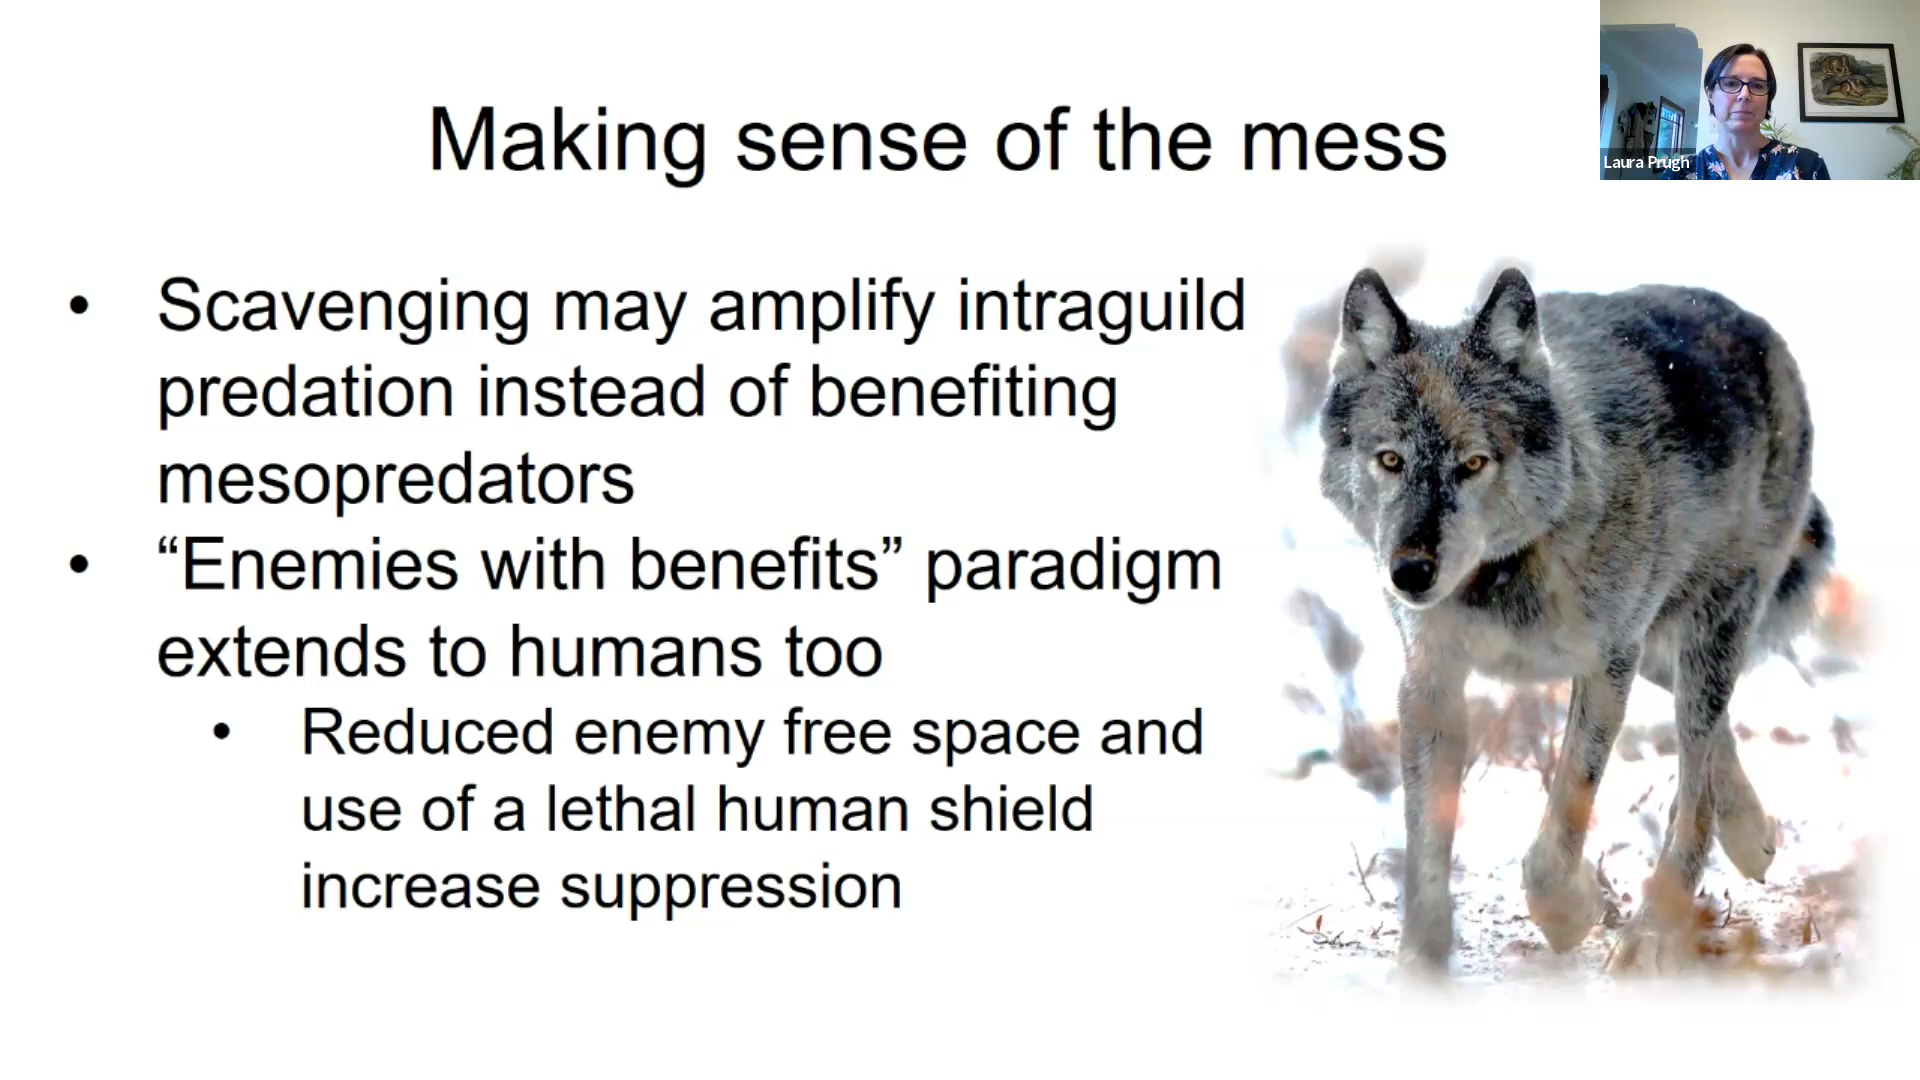 Making sense of the mess
Laura Prugh
• Scavenging may amplify intraguild
predation instead of benefiting
mesopredators
• “Enemies with benefits” paradigm
extends to humans too
• Reduced enemy free space and
use of a lethal human shield
increase suppression